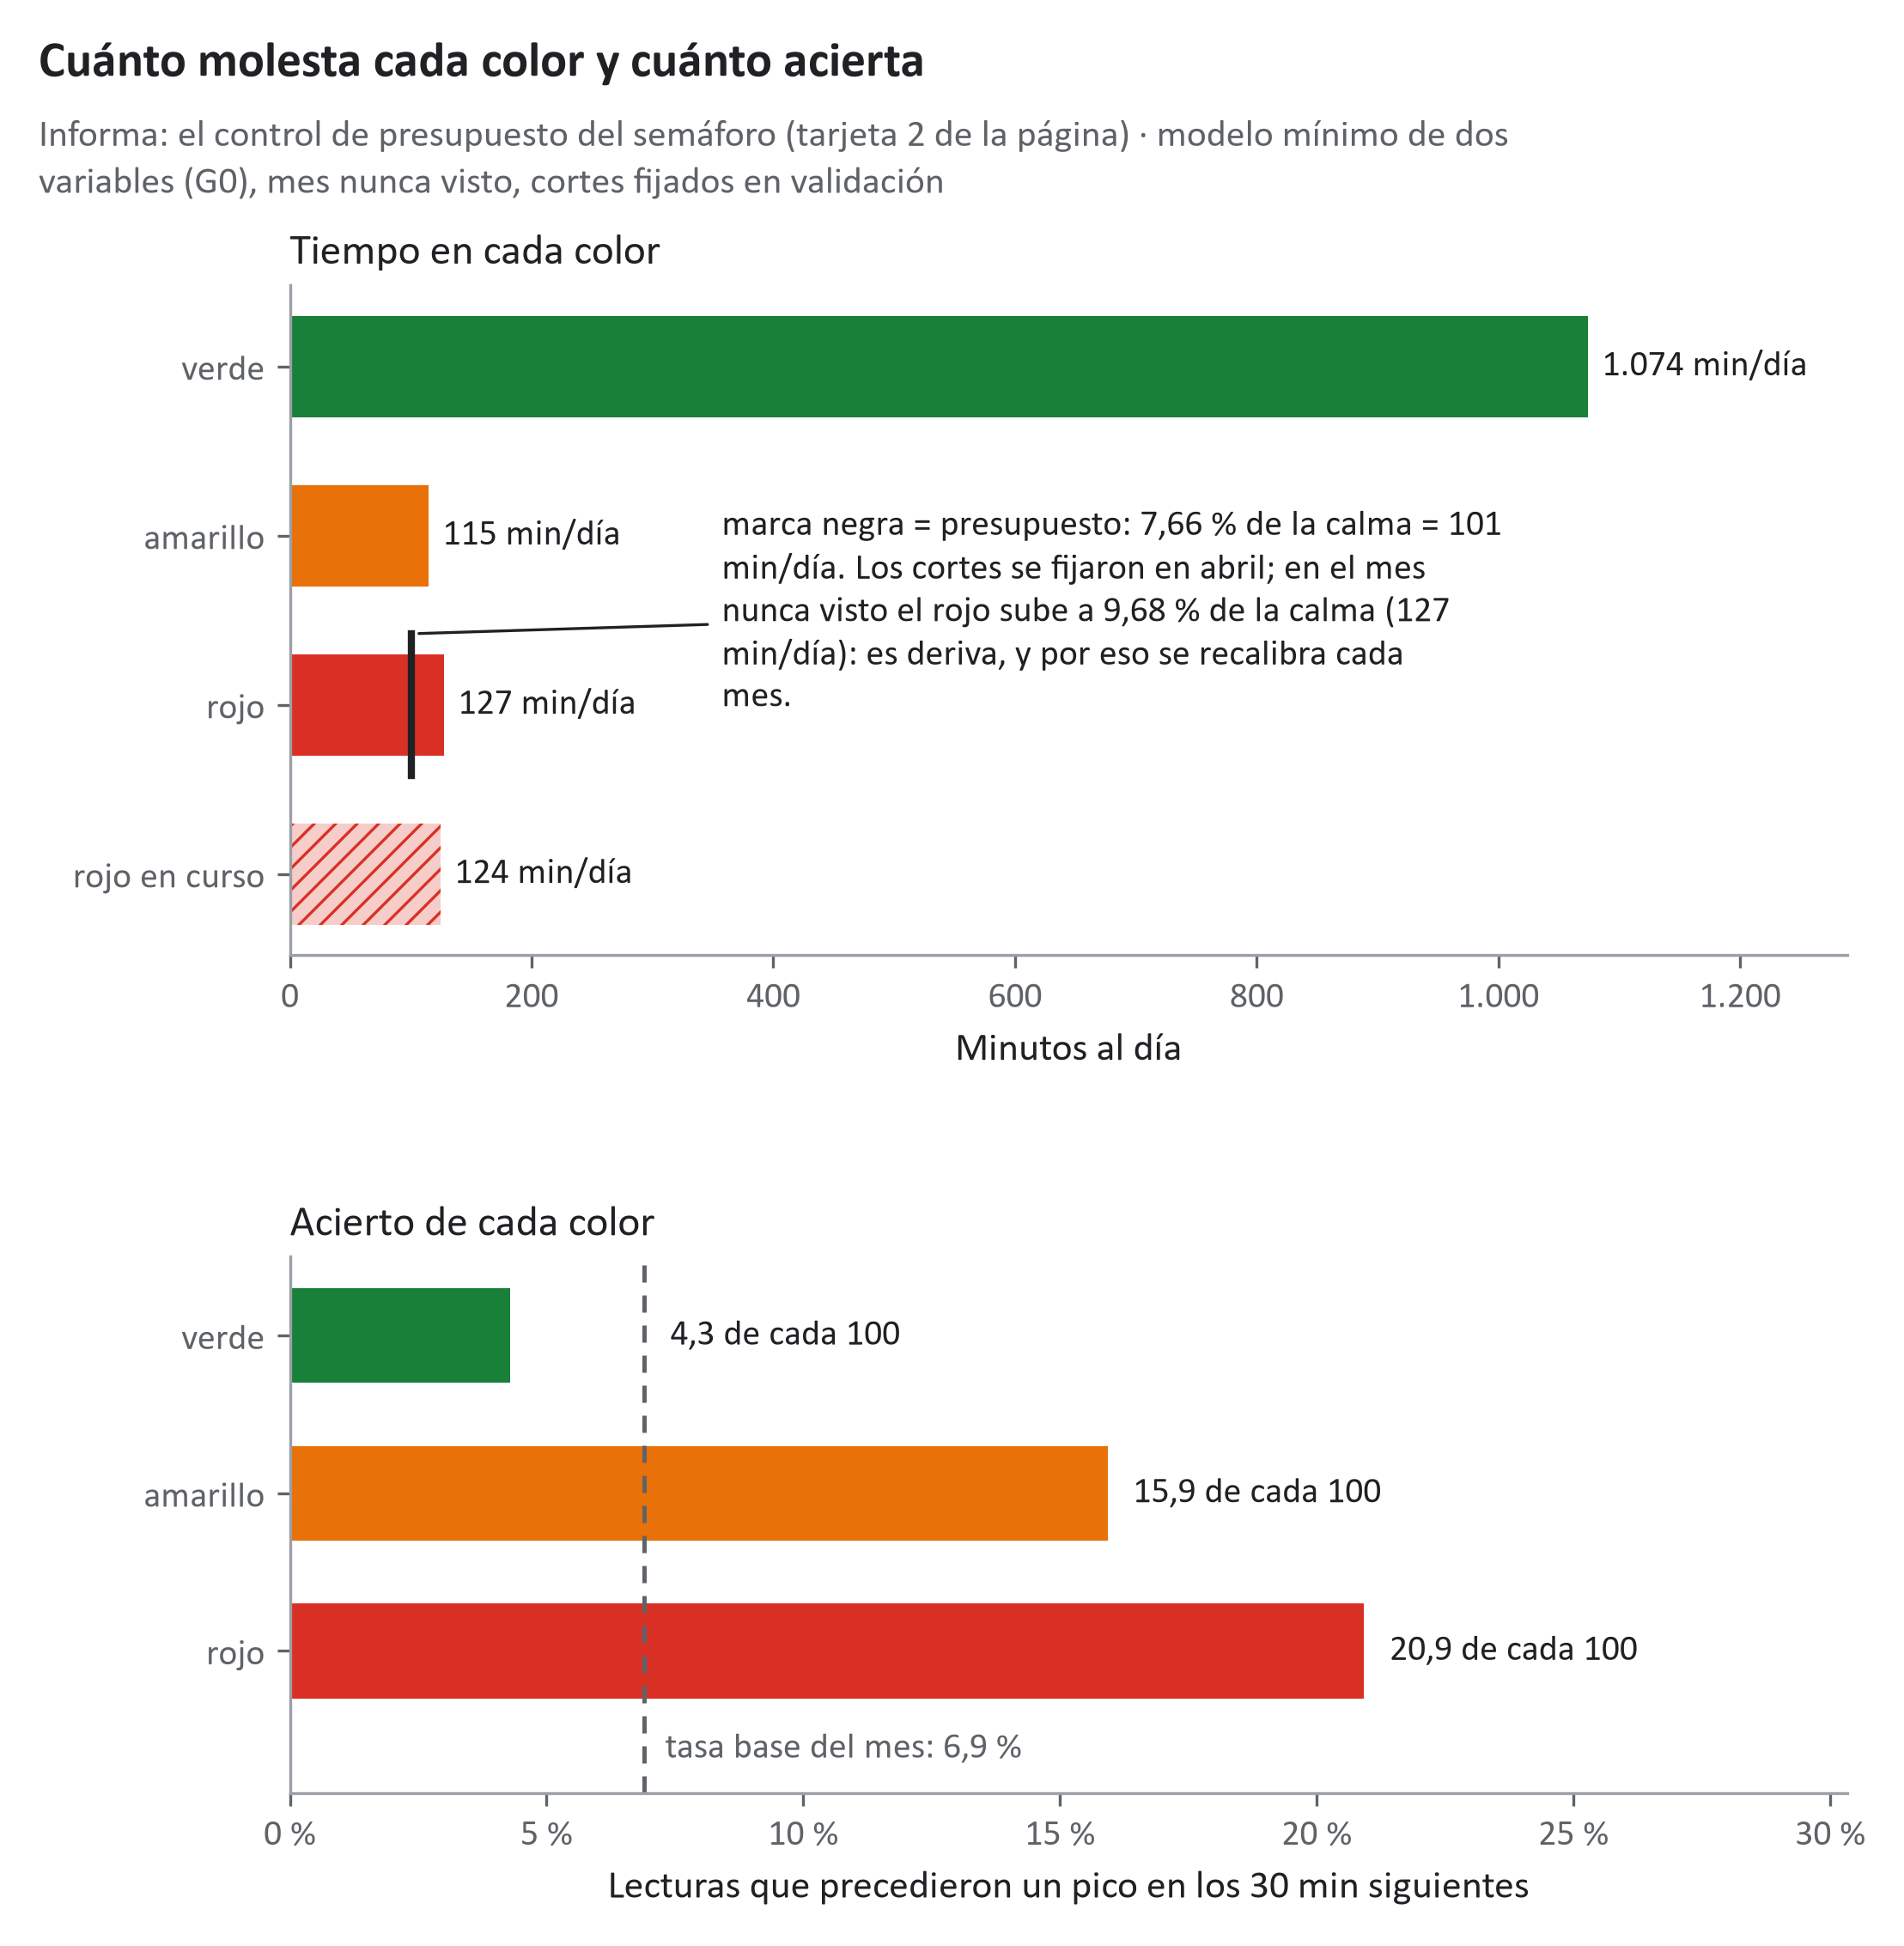 Cuánto molesta cada color y cuánto acierta
Informa: el control de presupuesto del semáforo (tarjeta 2 de la página) · modelo mínimo de dos
variables (G0), mes nunca visto, cortes fijados en validación
Tiempo en cada color
verde
1.074 min/día
amarillo
115 min/día
marca negra = presupuesto: 7,66 % de la calma = 101
min/día. Los cortes se fijaron en abril; en el mes
nunca visto el rojo sube a 9,68 % de la calma (127
min/día): es deriva, y por eso se recalibra cada
mes.
rojo
127 min/día
rojo en curso
124 min/día
0 200 400 600 800 1.000 1.200
Minutos al día
Acierto de cada color
verde
4,3 de cada 100
amarillo
15,9 de cada 100
rojo
20,9 de cada 100
tasa base del mes: 6,9 %
0 % 5 % 10 % 15 % 20 % 25 % 30 %
Lecturas que precedieron un pico en los 30 min siguientes